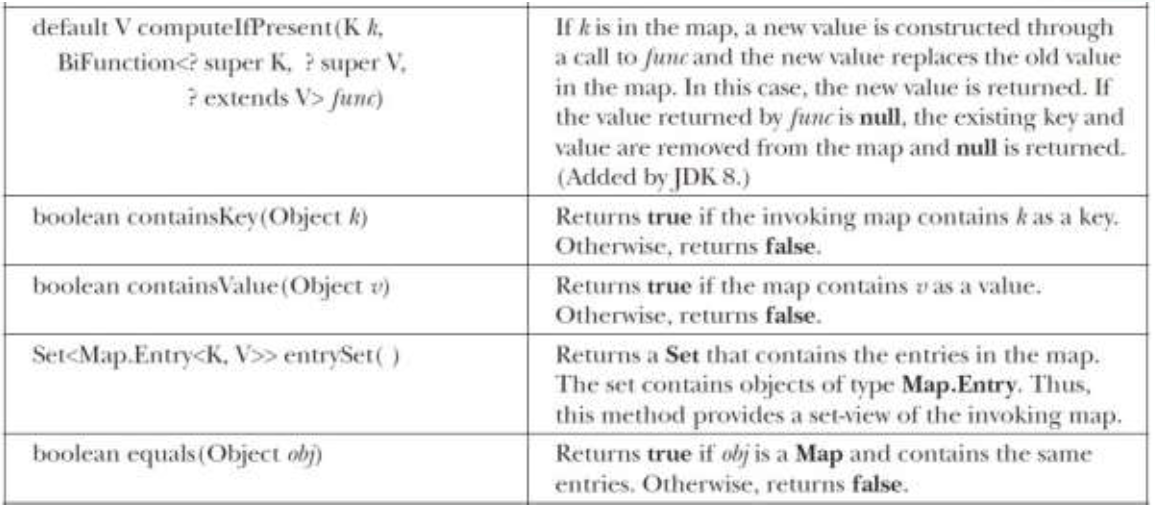 default V computeIfPresent(K k,
BiFunction<? super K, ? super V,
? extends V> func)
If k is in the map, a new value is constructed through
a call to func and the new value replaces the old value
in the map. In this case, the new value is returned. If
the value returned by func is null, the existing key and
value are removed from the map and null is returned.
(Added by JDK 8.)
boolean containsKey(Object k)
Returns true if the invoking map contains k as a key.
Otherwise, returns false.
boolean containsValue(Object v)
Returns true if the map contains v as a value.
Otherwise, returns false.
Set<Map.Entry<K, V>> entrySet( )
Returns a Set that contains the entries in the map.
The set contains objects of type Map.Entry. Thus,
this method provides a set-view of the invoking map.
boolean equals(Object obj)
Returns true if obj is a Map and contains the same
entries. Otherwise, returns false.